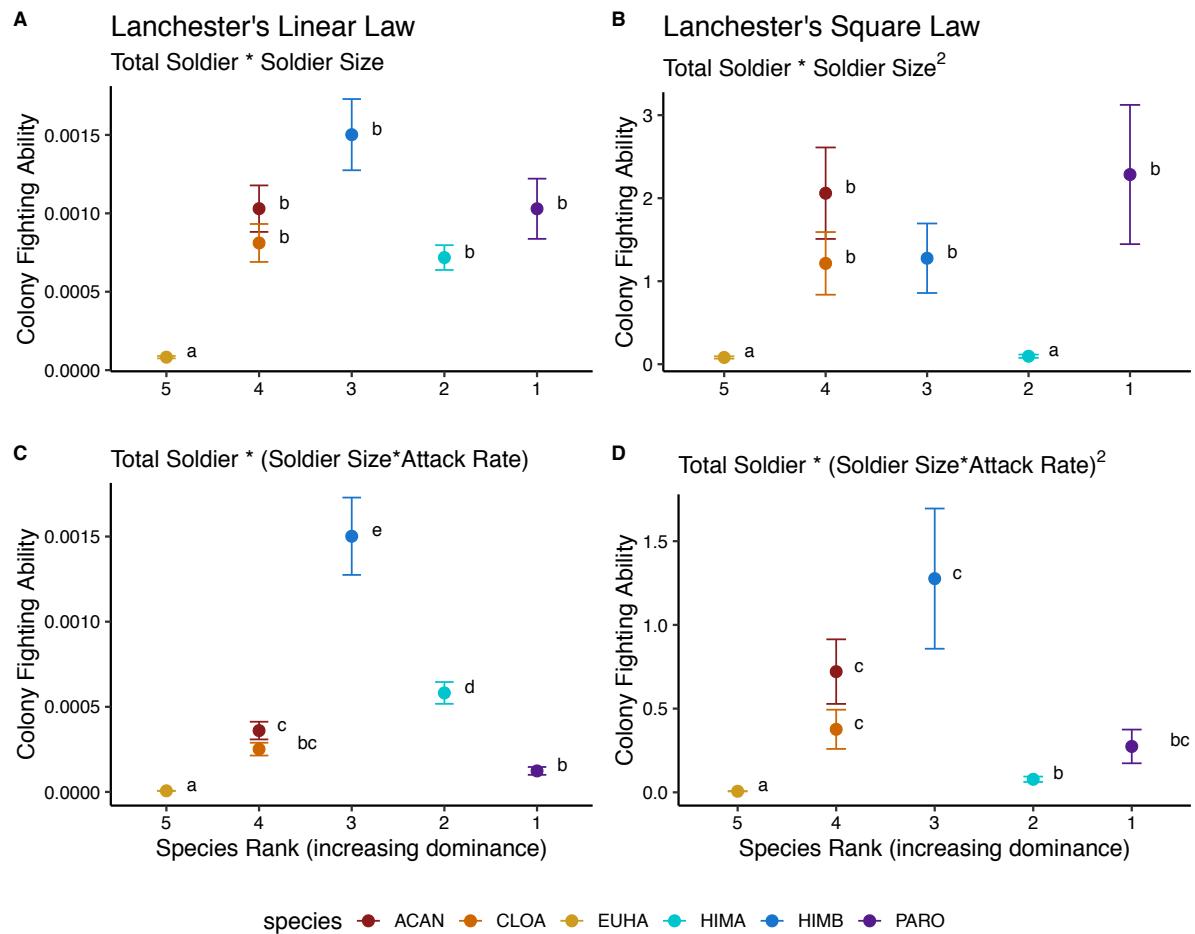 A
Lanchester's Linear Law
Total Soldier * Soldier Size
Colony Fighting Ability
0.0015
0.0010
0.0005
0.0000
a
b
b
b
b
b
5 4 3 2 1
B
Lanchester's Square Law
Total Soldier * Soldier Size²
Colony Fighting Ability
3
2
1
0
a
b
b
b
a
b
5 4 3 2 1
C
Total Soldier * (Soldier Size*Attack Rate)
Colony Fighting Ability
0.0015
0.0010
0.0005
0.0000
a
c
bc
e
d
b
5 4 3 2 1
Species Rank (increasing dominance)
D
Total Soldier * (Soldier Size*Attack Rate)²
Colony Fighting Ability
1.5
1.0
0.5
0.0
a
c
c
c
b
bc
5 4 3 2 1
Species Rank (increasing dominance)
species ACAN CLOA EUHA HIMA HIMB PARO